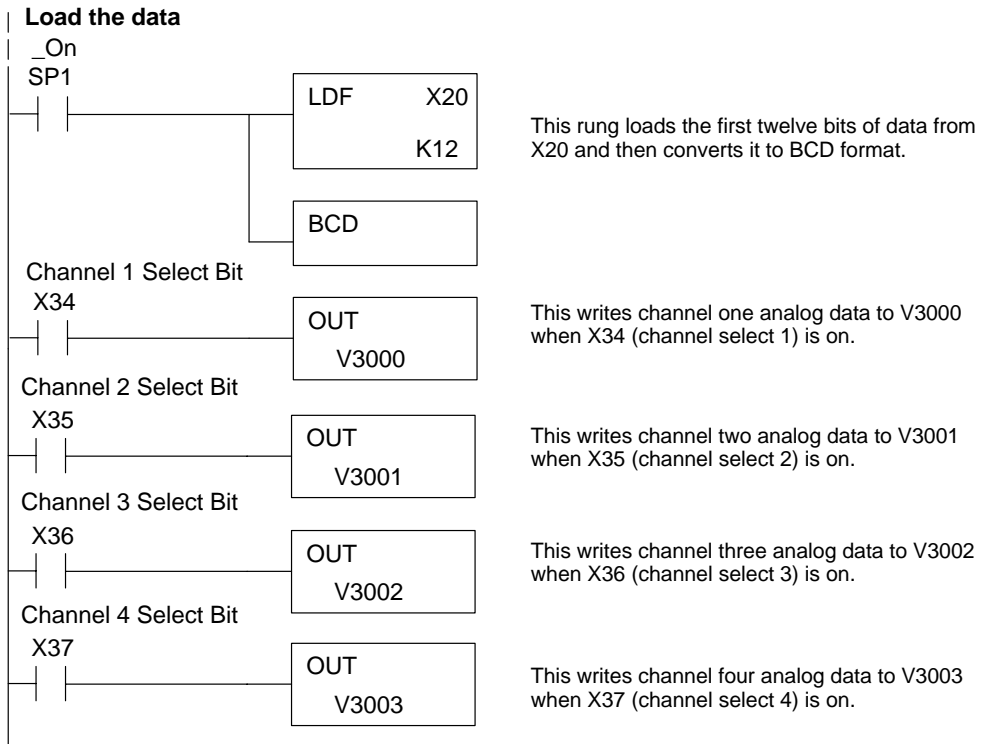 Load the data
_On
SP1
LDF X20
K12
This rung loads the first twelve bits of data from
X20 and then converts it to BCD format.
BCD
Channel 1 Select Bit
X34
OUT
V3000
This writes channel one analog data to V3000
when X34 (channel select 1) is on.
Channel 2 Select Bit
X35
OUT
V3001
This writes channel two analog data to V3001
when X35 (channel select 2) is on.
Channel 3 Select Bit
X36
OUT
V3002
This writes channel three analog data to V3002
when X36 (channel select 3) is on.
Channel 4 Select Bit
X37
OUT
V3003
This writes channel four analog data to V3003
when X37 (channel select 4) is on.